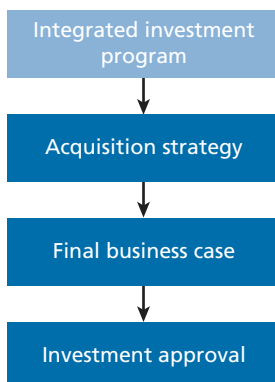 Integrated investment
program
Acquisition strategy
Final business case
Investment approval